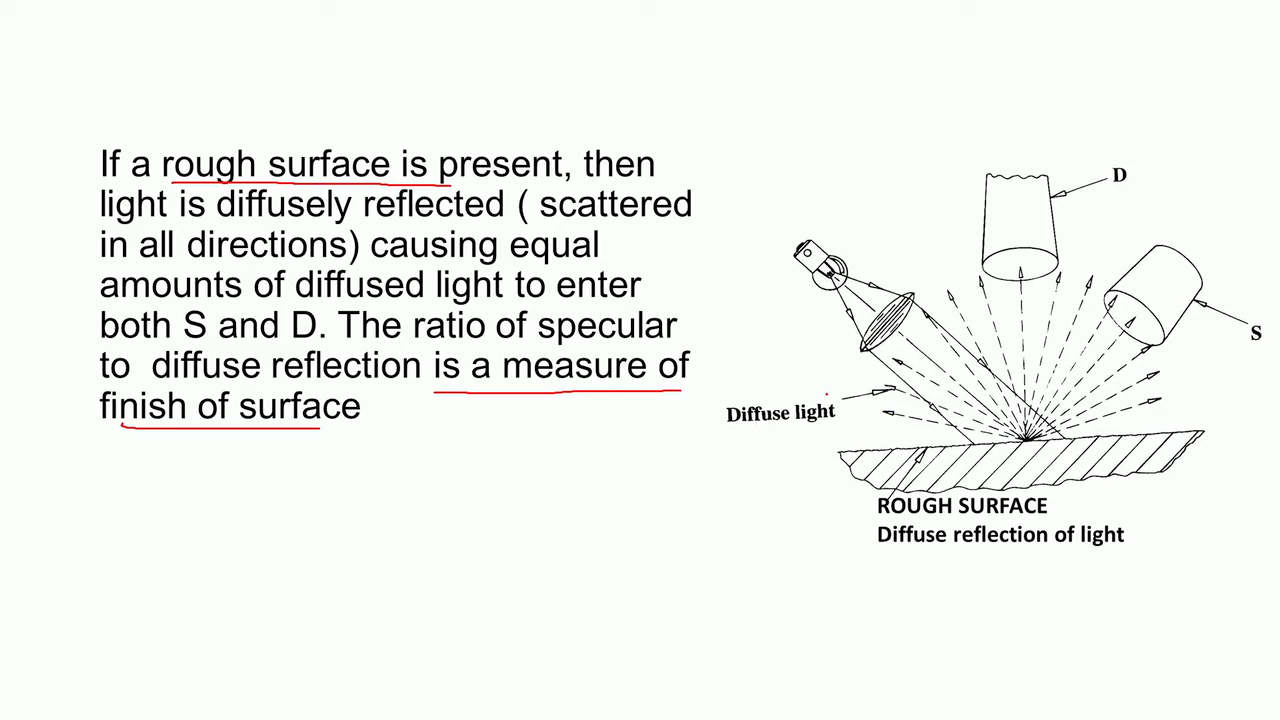 If a rough surface is present, then
light is diffusely reflected ( scattered
in all directions) causing equal
amounts of diffused light to enter
both S and D. The ratio of specular
to diffuse reflection is a measure of
finish of surface
D
S
Diffuse light
ROUGH SURFACE
Diffuse reflection of light